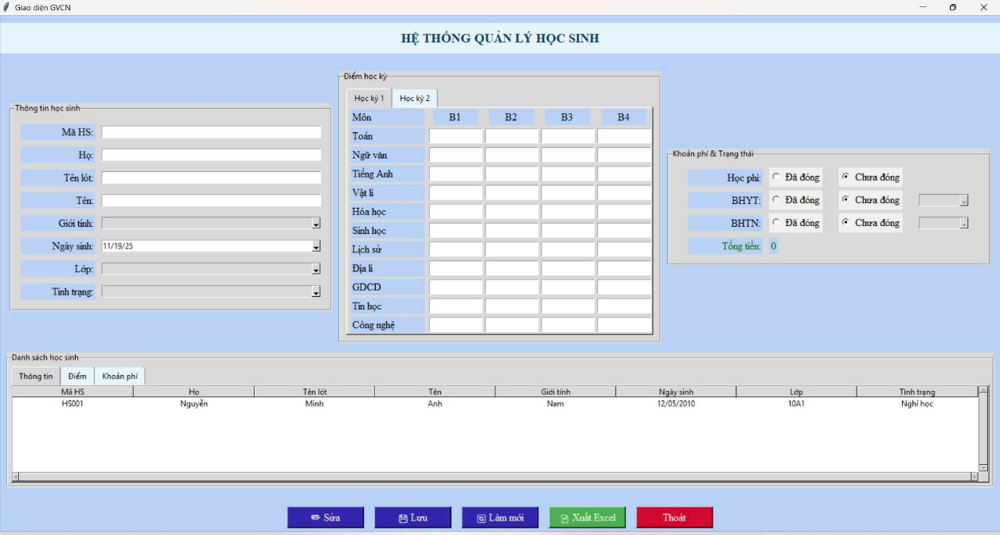 Giao diện GVCN
HỆ THỐNG QUẢN LÝ HỌC SINH
Thông tin học sinh
Mã HS:
Họ:
Tên lót:
Tên:
Giới tính:
Ngày sinh: 11/19/25
Lớp:
Tình trạng:
Điểm học kỳ
Học kỳ 1 Học kỳ 2
Môn B1 B2 B3 B4
Toán
Ngữ văn
Tiếng Anh
Vật lí
Hóa học
Sinh học
Lịch sử
Địa lí
GDCD
Tin học
Công nghệ
Khoản phí & Trạng thái
Học phí: Đã đóng Chưa đóng
BHYT: Đã đóng Chưa đóng
BHTN: Đã đóng Chưa đóng
Tổng tiền: 0
Danh sách học sinh
Thông tin Điểm Khoản phí
Mã HS Họ Tên lót Tên Giới tính Ngày sinh Lớp Tình trạng
HS001 Nguyễn Minh Anh Nam 12/05/2010 10A1 Nghỉ học
Sửa Lưu Làm mới Xuất Excel Thoát